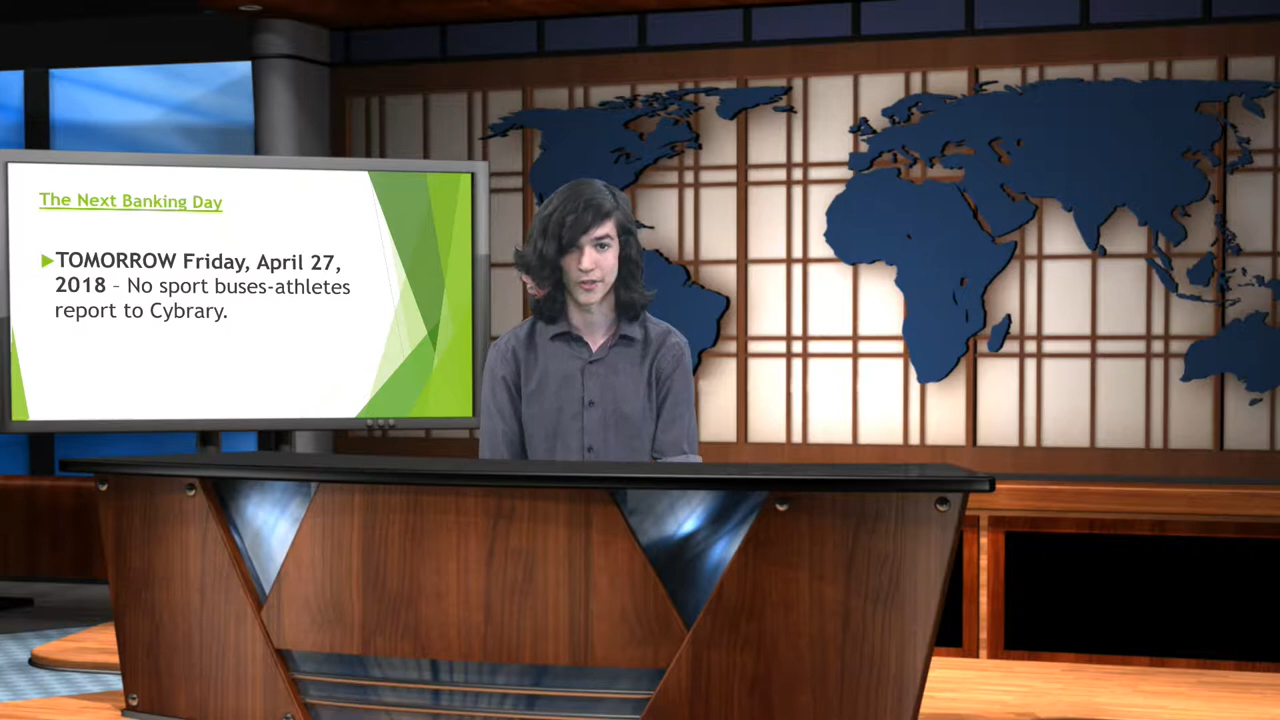 The Next Banking Day
TOMORROW Friday, April 27,
2018 – No sport buses-athletes
report to Cybrary.